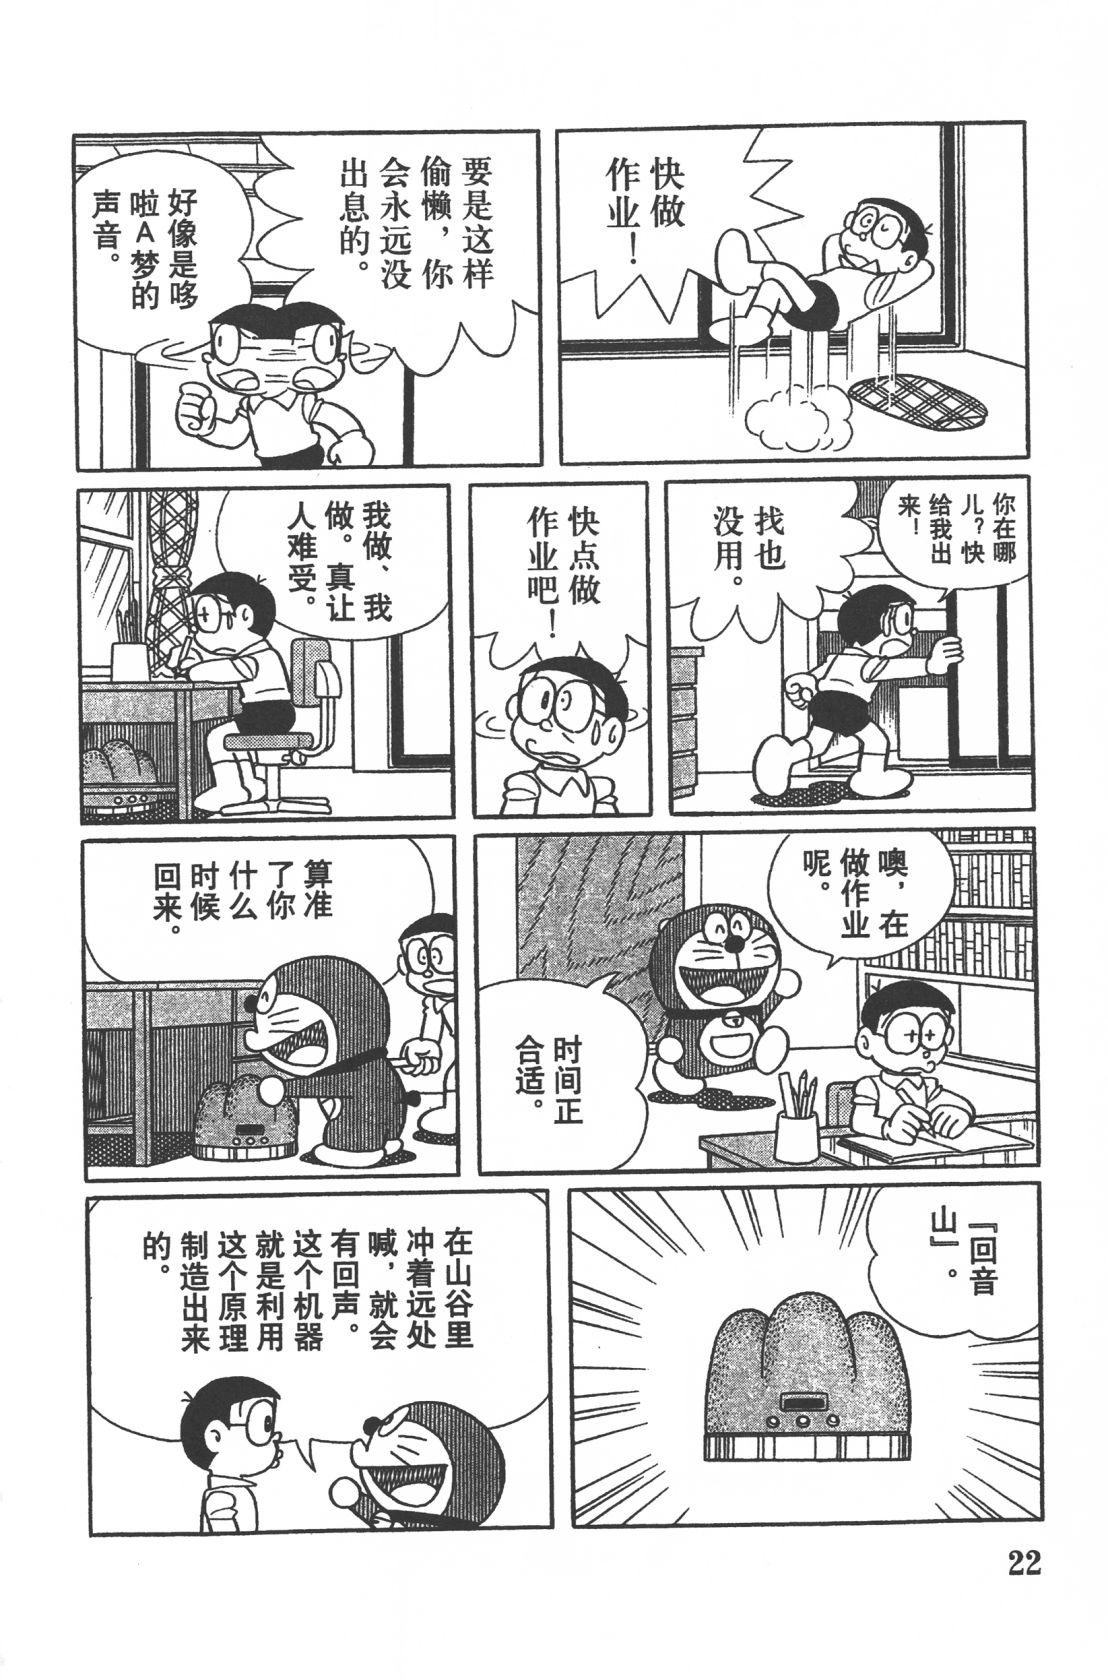 快做
作业！
要是这样
偷懒，你
会永远没
出息的。
好像是哆
啦A梦的
声音。
你在哪
儿？快
给我出
来！
找也
没用。
快点做
作业吧！
我做、我
做。真让
人难受。
噢，在
做作业
呢。
时间正
合适。
算准
了你
什么
时候
回来。
『回音
山』。
在山谷里
冲着远处
喊，就会
有回声。
这个机器
就是利用
这个原理
制造出来
的。
22